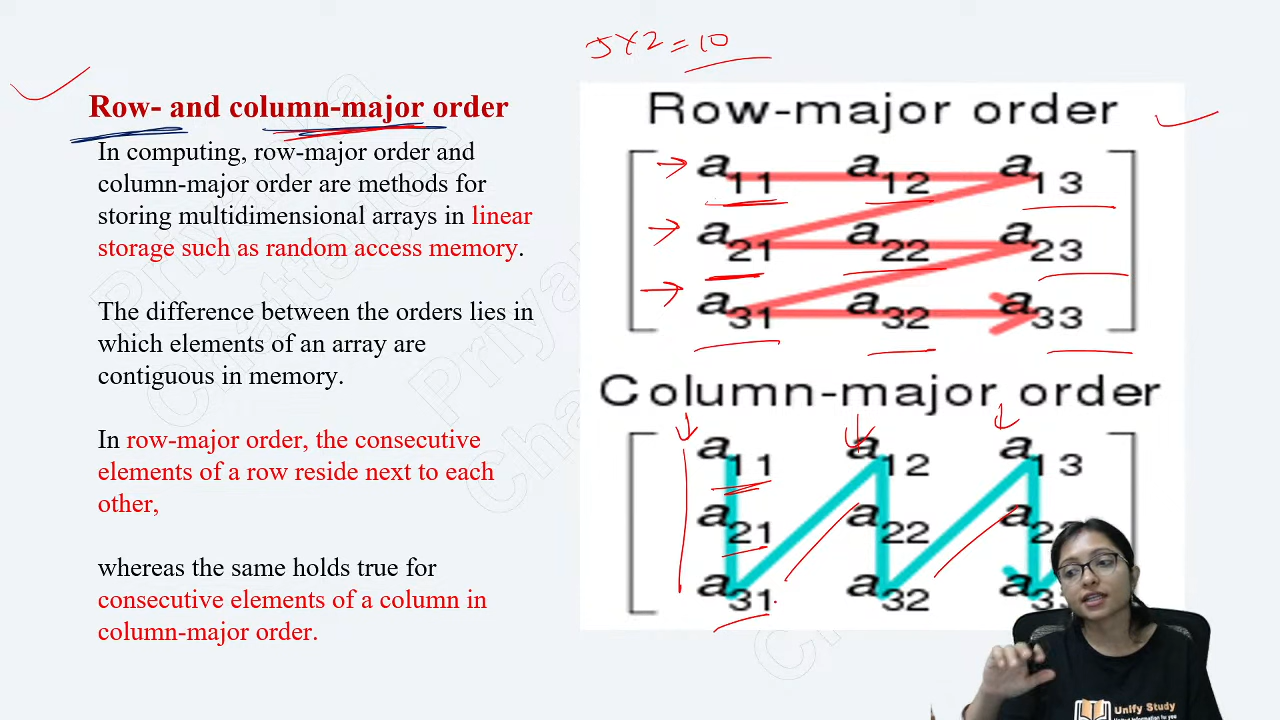 5x2=10
Row- and column-major order
In computing, row-major order and
column-major order are methods for
storing multidimensional arrays in linear
storage such as random access memory.
The difference between the orders lies in
which elements of an array are
contiguous in memory.
In row-major order, the consecutive
elements of a row reside next to each
other,
whereas the same holds true for
consecutive elements of a column in
column-major order.
Row-major order
a11 a12 a13
a21 a22 a23
a31 a32 a33
Column-major order
a11 a12 a13
a21 a22
a31 a32
Unify Study